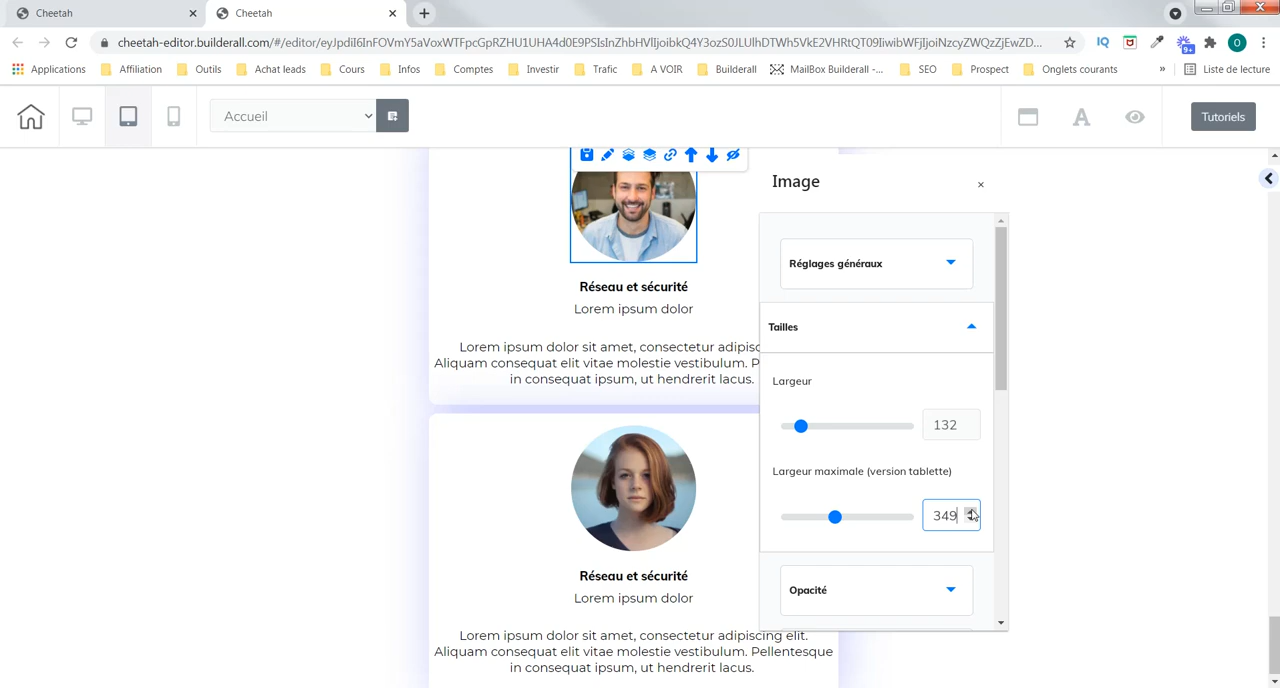 Cheetah
Cheetah
cheetah-editor.builderall.com/#/editor/
Applications
Affiliation
Outils
Achat leads
Cours
Infos
Comptes
Investir
Trafic
A VOIR
Builderall
MailBox Builderall -...
SEO
Prospect
Onglets courants
»
Liste de lecture
IQ
9+
O
Accueil
A
Tutoriels
Image
Réglages généraux
Tailles
Largeur
132
Largeur maximale (version tablette)
349
Opacité
Réseau et sécurité
Lorem ipsum dolor
Lorem ipsum dolor sit amet, consectetur adipisc
Aliquam consequat elit vitae molestie vestibulum. P
in consequat ipsum, ut hendrerit lacus.
Réseau et sécurité
Lorem ipsum dolor
Lorem ipsum dolor sit amet, consectetur adipiscing elit.
Aliquam consequat elit vitae molestie vestibulum. Pellentesque
in consequat ipsum, ut hendrerit lacus.